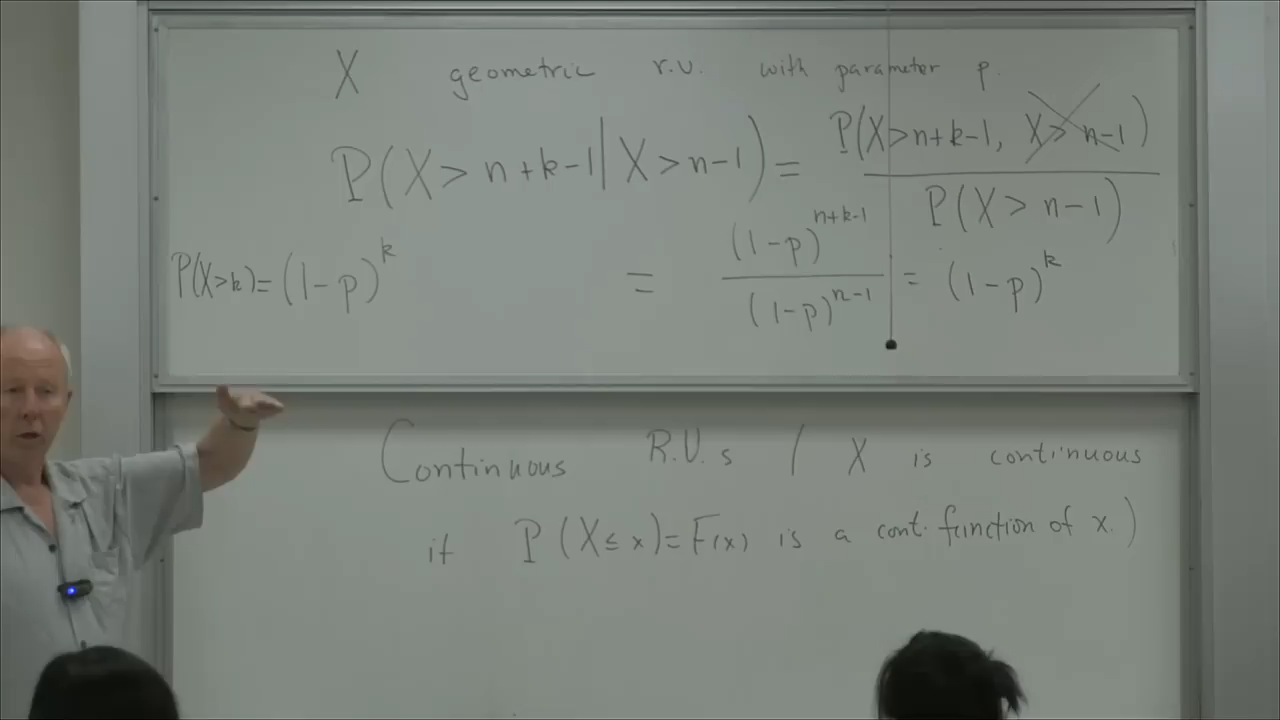 X geometric r.v. with parameter p.
P(X > n+k-1 | X > n-1) = P(X > n+k-1, X > n-1) / P(X > n-1)
P(X>k) = (1-p)^k
= (1-p)^{n+k-1} / (1-p)^{n-1} = (1-p)^k
Continuous R.V.s ( X is continuous
if P(X ≤ x) = F(x) is a cont. function of x.)